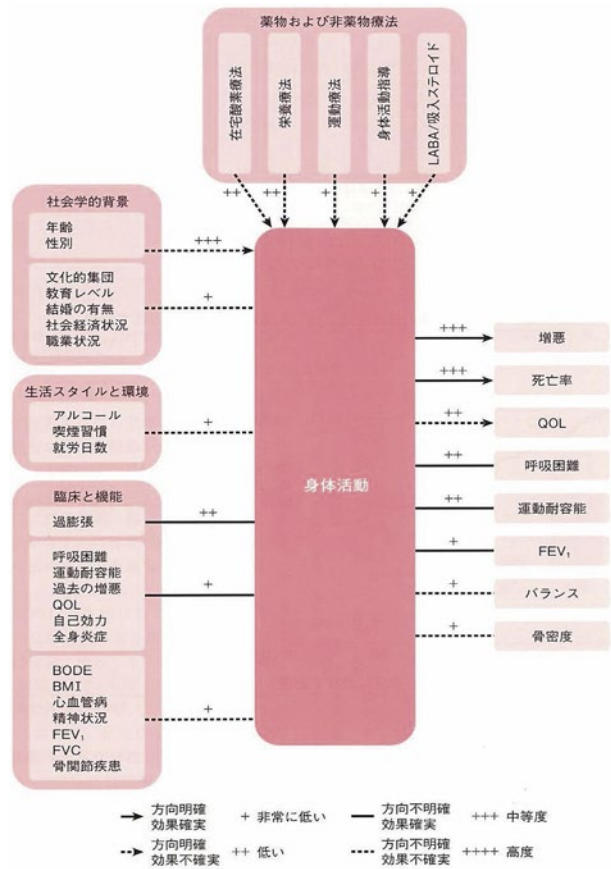 薬物および非薬物療法
在宅酸素療法
栄養療法
運動療法
身体活動指導
LABA/吸入ステロイド
++
++
+
+
+
社会学的背景
年齢
性別
+++
文化的集団
教育レベル
結婚の有無
社会経済状況
職業状況
+
生活スタイルと環境
アルコール
喫煙習慣
就労日数
+
臨床と機能
過膨張
++
呼吸困難
運動耐容能
過去の増悪
QOL
自己効力
全身炎症
+
BODE
BMI
心血管病
精神状況
FEV₁
FVC
骨関節疾患
+
身体活動
+++
増悪
+++
死亡率
++
QOL
++
呼吸困難
++
運動耐容能
+
FEV₁
+
バランス
+
骨密度
方向明確
効果確実
+ 非常に低い
方向不明確
効果確実
+++ 中等度
方向明確
効果不確実
++ 低い
方向不明確
効果不確実
++++ 高度